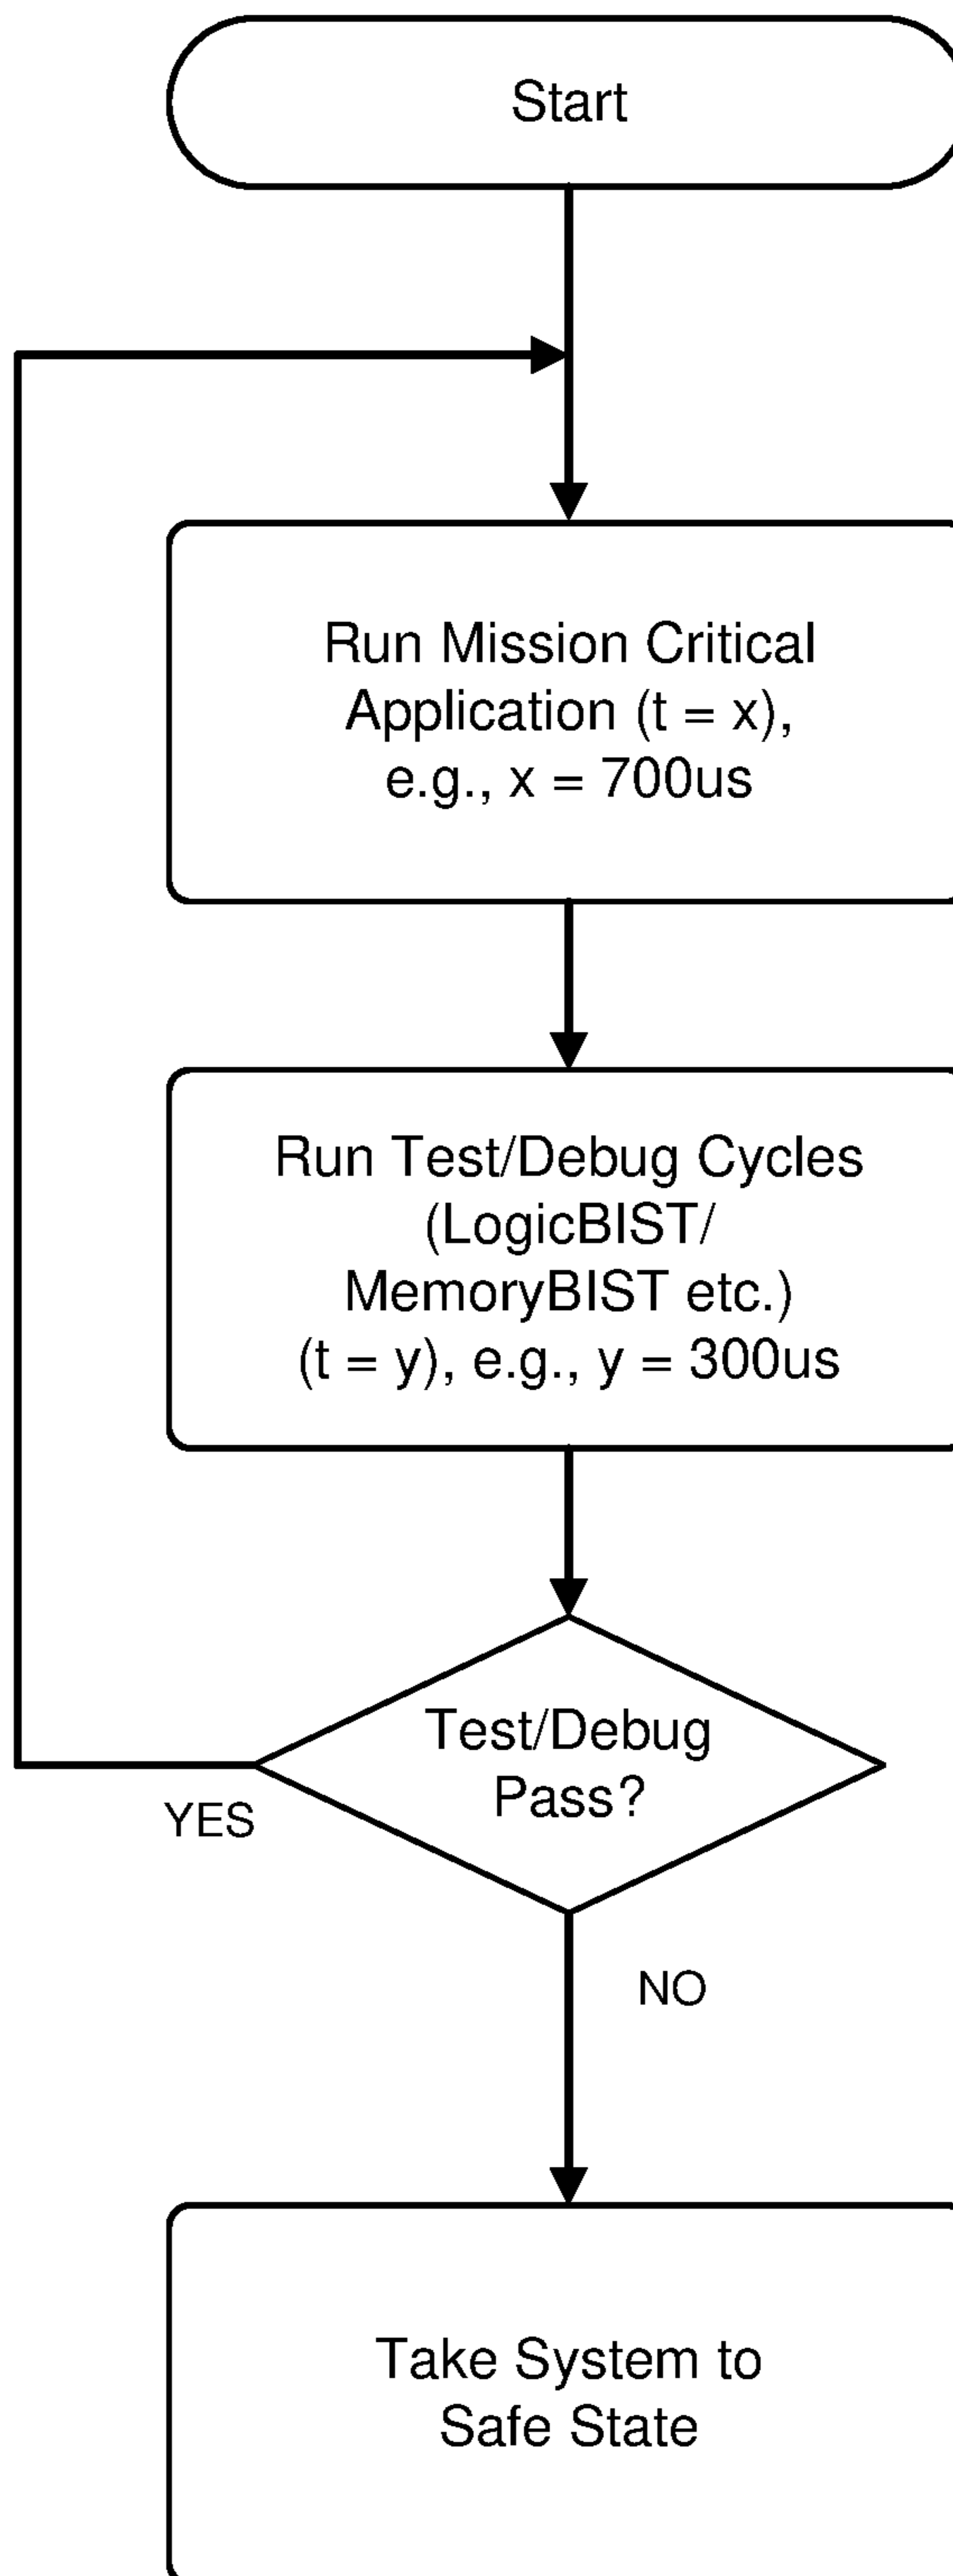 Start
Run Mission Critical
Application (t = x),
e.g., x = 700us
Run Test/Debug Cycles
(LogicBIST/
MemoryBIST etc.)
(t = y), e.g., y = 300us
Test/Debug
Pass?
YES
NO
Take System to
Safe State